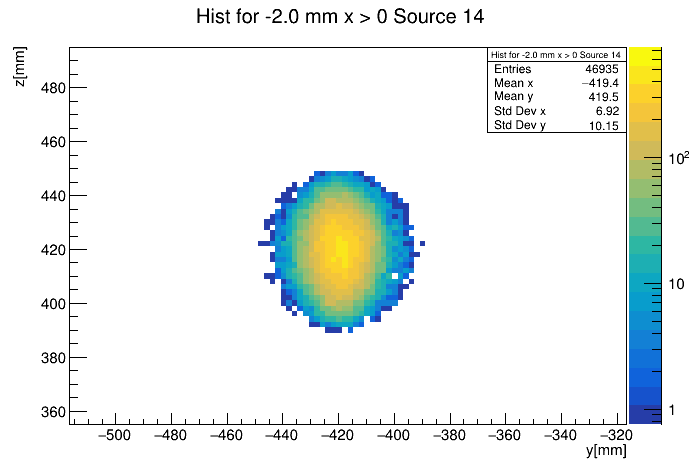 Hist for -2.0 mm x > 0 Source 14
z[mm]
Hist for -2.0 mm x > 0 Source 14
Entries 46935
Mean x −419.4
Mean y 419.5
Std Dev x 6.92
Std Dev y 10.15
480
460
440
420
400
380
360
10²
10
1
−500 −480 −460 −440 −420 −400 −380 −360 −340 −320
y[mm]